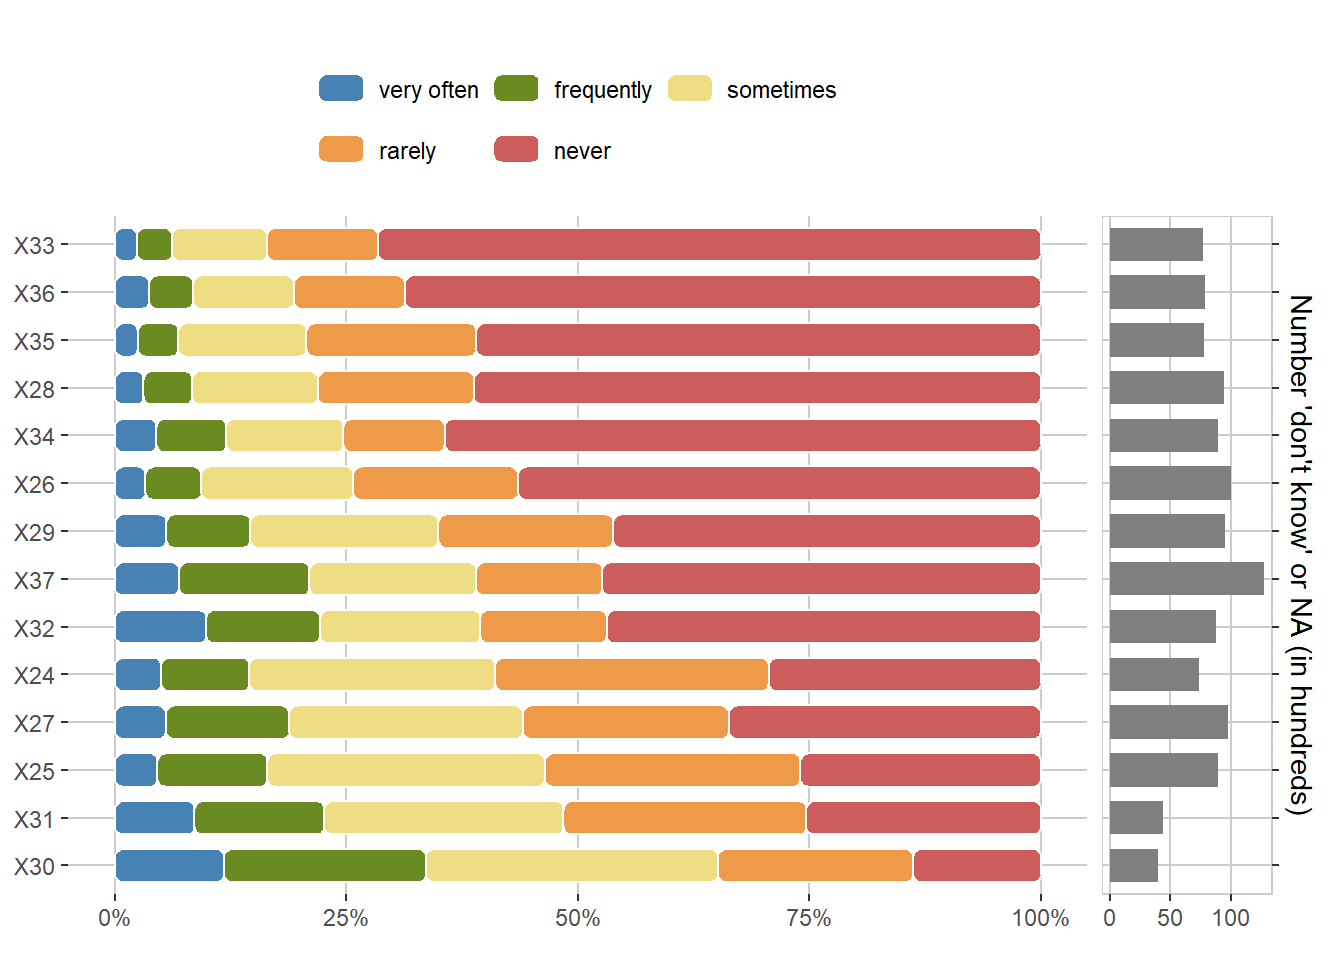 very often frequently sometimes
rarely never
X33
X36
X35
X28
X34
X26
X29
X37
X32
X24
X27
X25
X31
X30
0% 25% 50% 75% 100%
0 50 100
Number 'don't know' or NA (in hundreds)